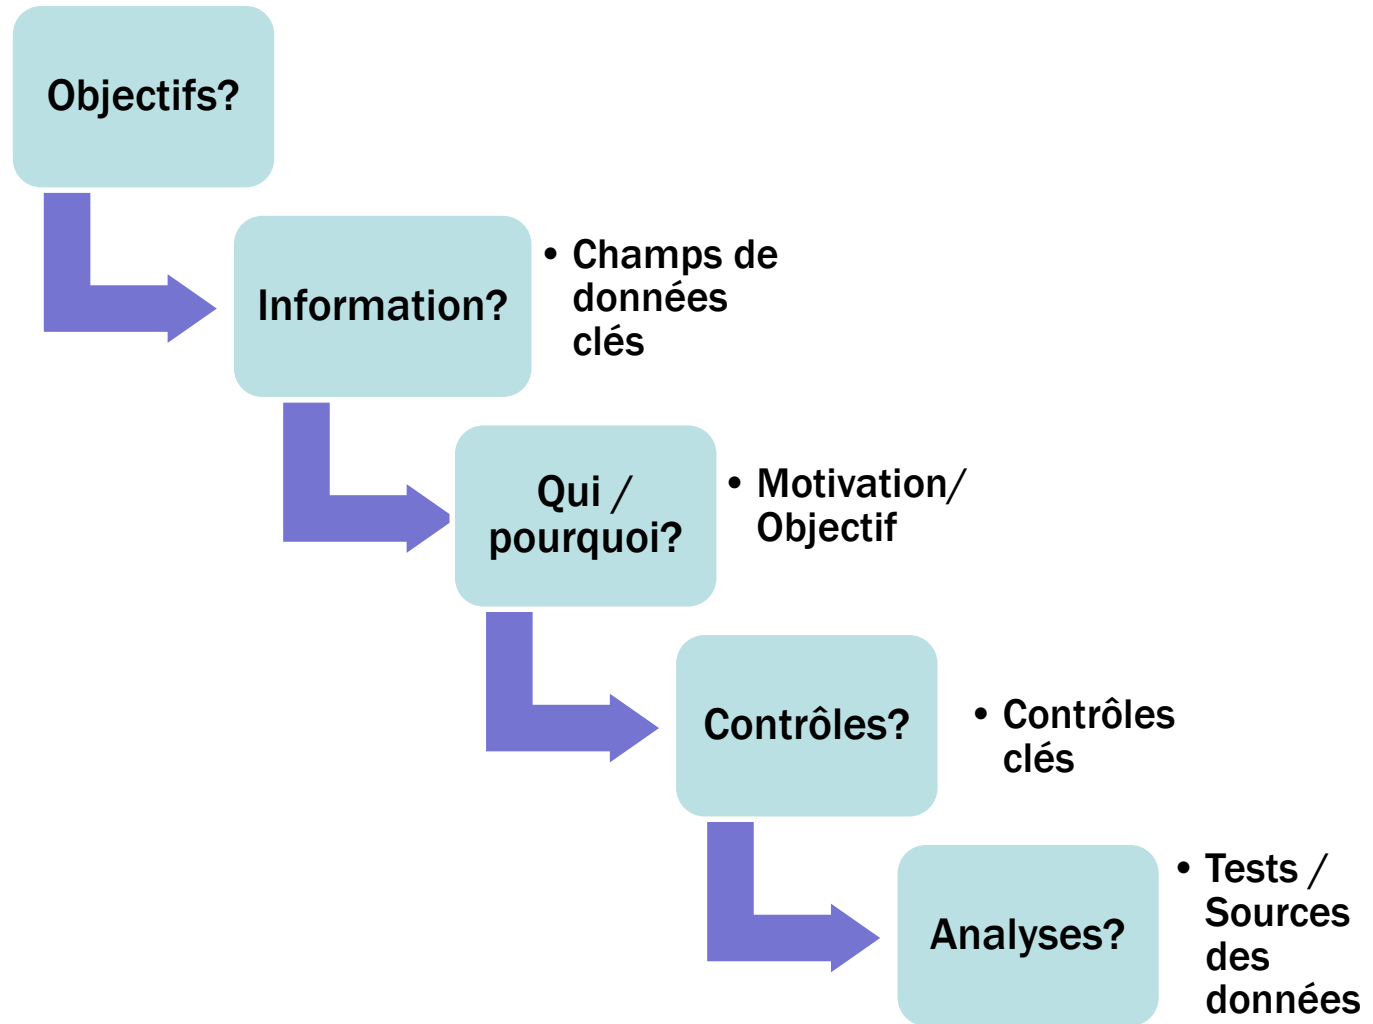 Objectifs?
Information?
• Champs de
données
clés
Qui /
pourquoi?
• Motivation/
Objectif
Contrôles?
• Contrôles
clés
Analyses?
• Tests /
Sources
des
données